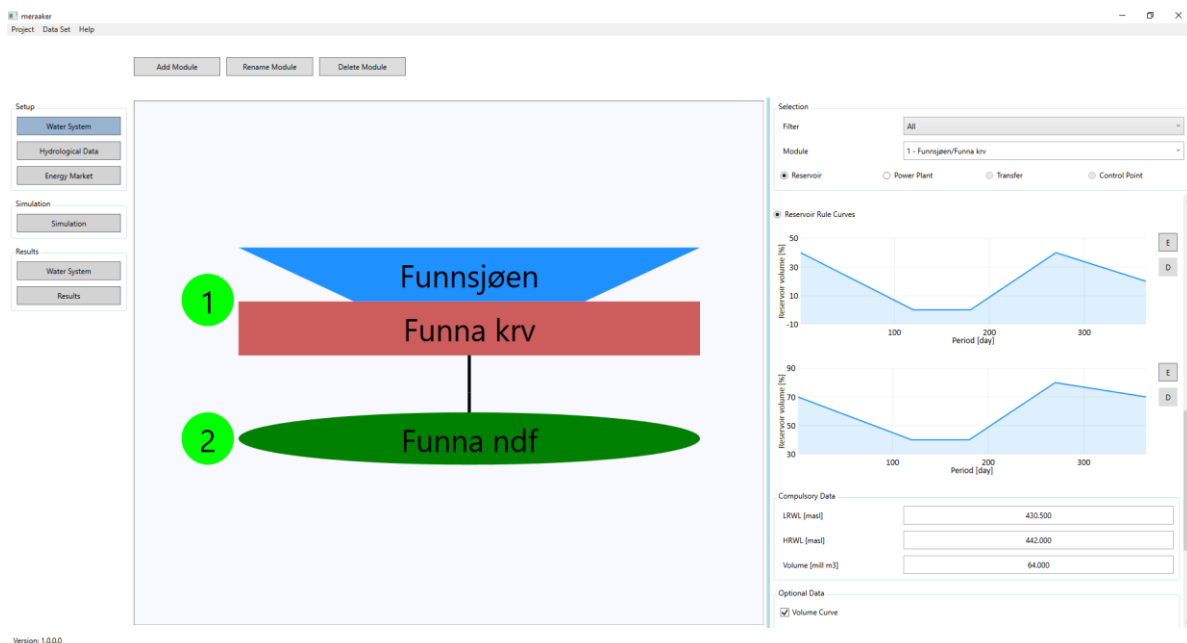 meraaker
Project Data Set Help
Add Module Rename Module Delete Module
Setup
Water System
Hydrological Data
Energy Market
Simulation
Simulation
Results
Water System
Results
Funnsjøen
1
Funna krv
2
Funna ndf
Selection
Filter All
Module 1 - Funnsjøen/Funna krv
Reservoir Power Plant Transfer Control Point
Reservoir Rule Curves
Reservoir volume [%]
50
30
10
-10
100 200 300
Period [day]
E
D
Reservoir volume [%]
90
70
50
30
100 200 300
Period [day]
E
D
Compulsory Data
LRWL [masl] 430.500
HRWL [masl] 442.000
Volume [mill m3] 64.000
Optional Data
Volume Curve
Version: 1.0.0.0